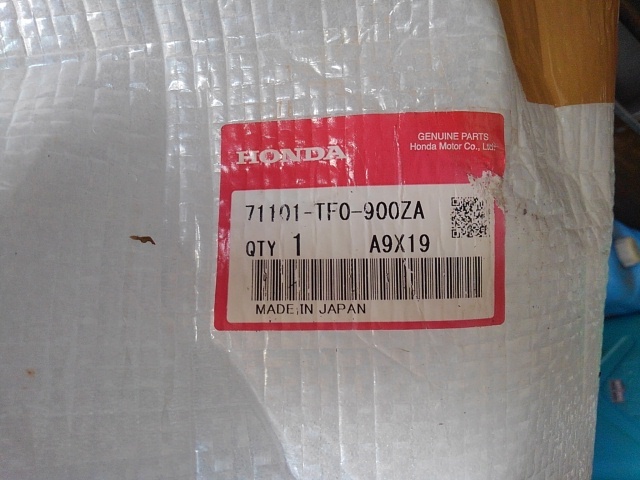 HONDA
GENUINE PARTS
Honda Motor Co., Ltd.
71101-TF0-900ZA
QTY 1 A9X19
MADE IN JAPAN